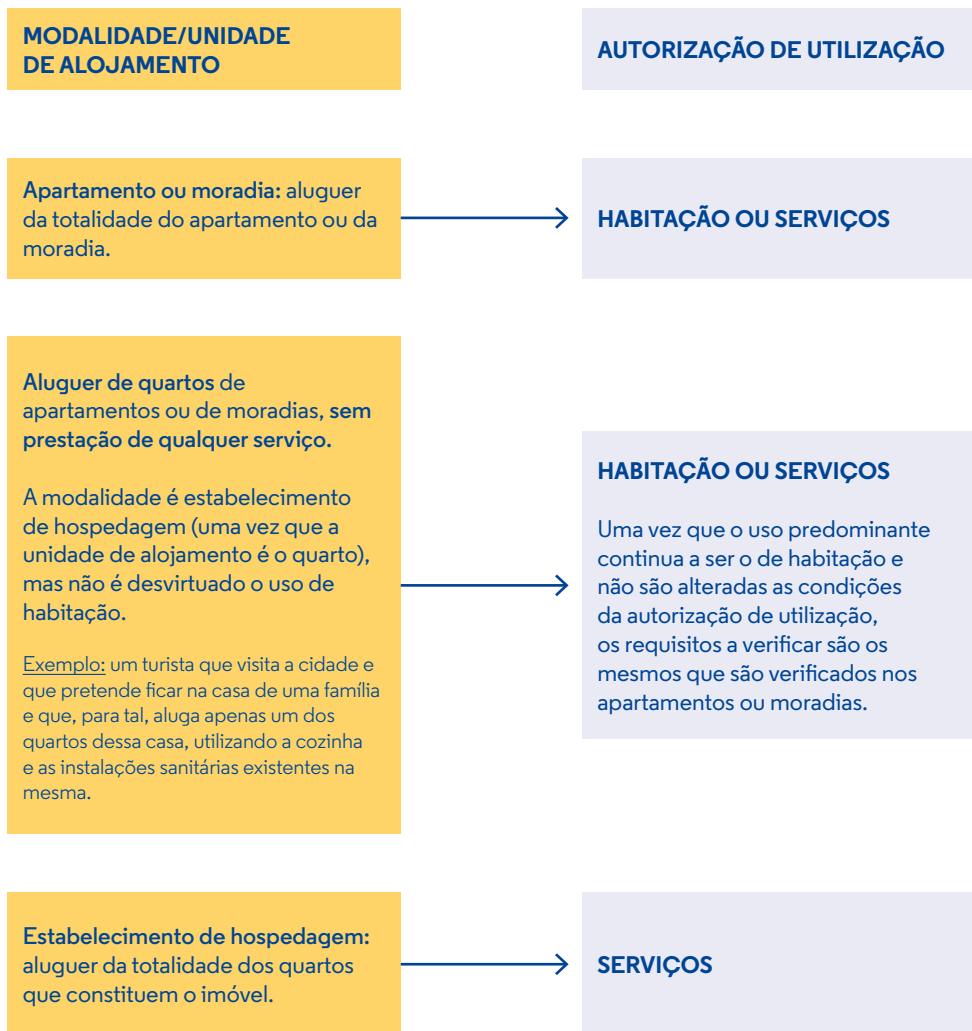 MODALIDADE/UNIDADE
DE ALOJAMENTO
AUTORIZAÇÃO DE UTILIZAÇÃO
Apartamento ou moradia: aluguer
da totalidade do apartamento ou da
moradia.
HABITAÇÃO OU SERVIÇOS
Aluguer de quartos de
apartamentos ou de moradias, sem
prestação de qualquer serviço.
A modalidade é estabelecimento
de hospedagem (uma vez que a
unidade de alojamento é o quarto),
mas não é desvirtuado o uso de
habitação.
Exemplo: um turista que visita a cidade e
que pretende ficar na casa de uma família
e que, para tal, aluga apenas um dos
quartos dessa casa, utilizando a cozinha
e as instalações sanitárias existentes na
mesma.
HABITAÇÃO OU SERVIÇOS
Uma vez que o uso predominante
continua a ser o de habitação e
não são alteradas as condições
da autorização de utilização,
os requisitos a verificar são os
mesmos que são verificados nos
apartamentos ou moradias.
Estabelecimento de hospedagem:
aluguer da totalidade dos quartos
que constituem o imóvel.
SERVIÇOS